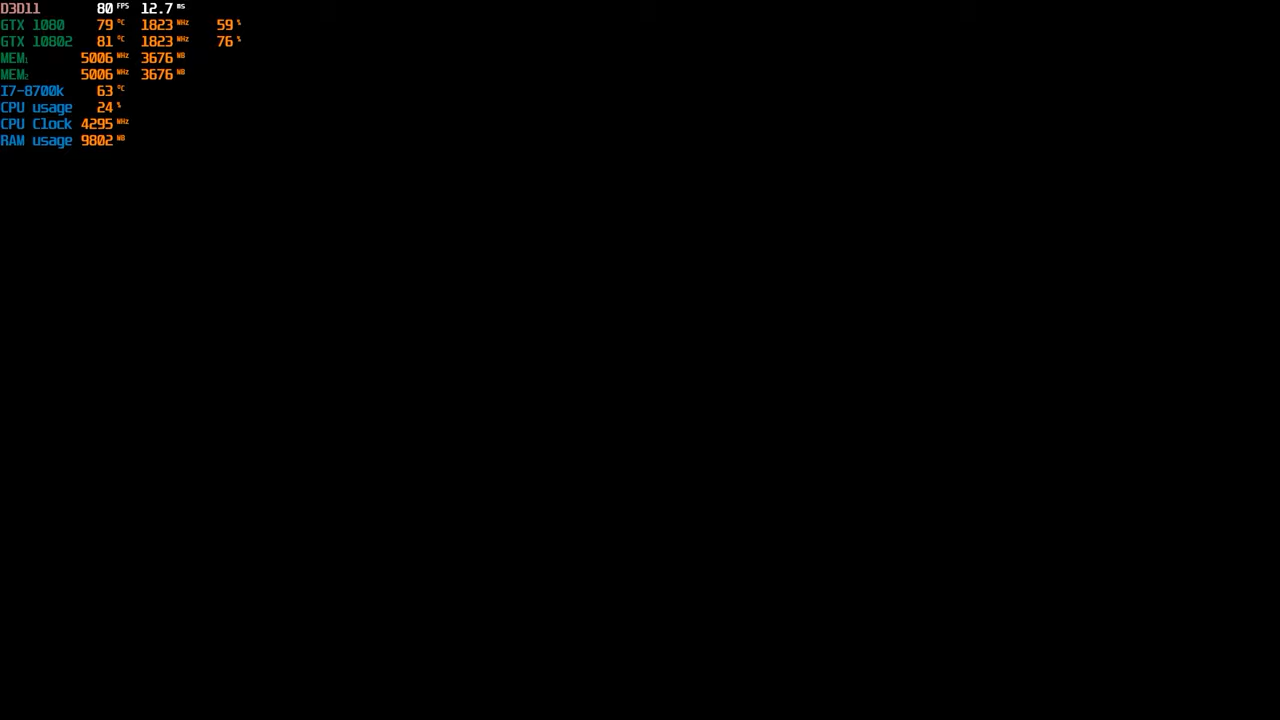 D3D11 80 FPS 12.7 ms
GTX 1080 79 °C 1823 MHz 59 %
GTX 10802 81 °C 1823 MHz 76 %
MEM1 5006 MHz 3676 MB
MEM2 5006 MHz 3676 MB
I7-8700k 63 °C
CPU usage 24 %
CPU Clock 4295 MHz
RAM usage 9802 MB